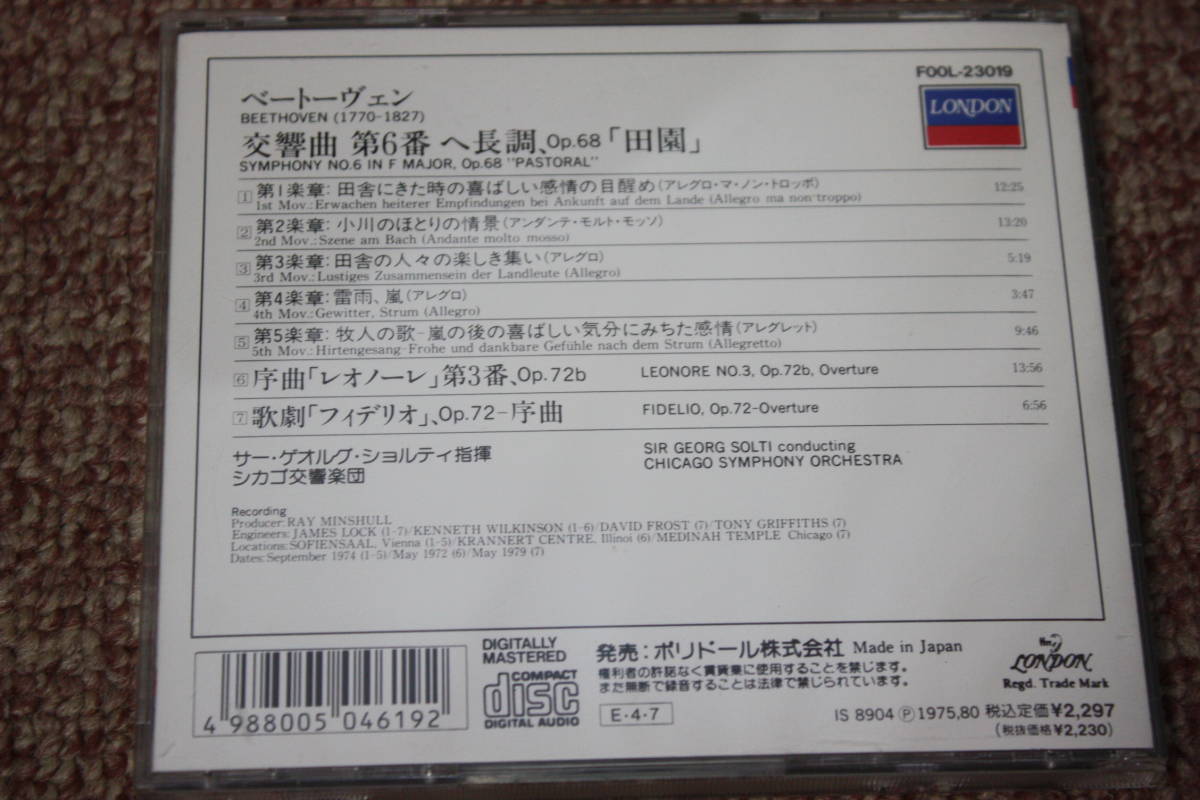 FOOL-23019
LONDON
ベートーヴェン
BEETHOVEN (1770-1827)
交響曲 第6番 ヘ長調、Op.68「田園」
SYMPHONY NO.6 IN F MAJOR, Op.68 "PASTORAL"
1 第1楽章: 田舎にきた時の喜ばしい感情の目醒め(アレグロ・マ・ノン・トロッポ) 12:25
1st Mov.: Erwachen heiterer Empfindungen bei Ankunft auf dem Lande (Allegro ma non troppo)
2 第2楽章: 小川のほとりの情景(アンダンテ・モルト・モッソ) 13:20
2nd Mov.: Szene am Bach (Andante molto mosso)
3 第3楽章: 田舎の人々の楽しき集い(アレグロ) 5:19
3rd Mov.: Lustiges Zusammensein der Landleute (Allegro)
4 第4楽章: 雷雨、嵐(アレグロ) 3:47
4th Mov.: Gewitter, Strum (Allegro)
5 第5楽章: 牧人の歌-嵐の後の喜ばしい気分にみちた感情(アレグレット) 9:46
5th Mov.: Hirtengesang-Frohe und dankbare Gefühle nach dem Strum (Allegretto)
6 序曲「レオノーレ」第3番、Op.72b LEONORE NO.3, Op.72b, Overture 13:56
7 歌劇「フィデリオ」、Op.72-序曲 FIDELIO, Op.72-Overture 6:56
サー・ゲオルグ・ショルティ指揮 SIR GEORG SOLTI conducting
シカゴ交響楽団 CHICAGO SYMPHONY ORCHESTRA
Recording
Producer: RAY MINSHULL
Engineers: JAMES LOCK (1-7)/KENNETH WILKINSON (1-6)/DAVID FROST (7)/TONY GRIFFITHS (7)
Locations: SOFIENSAAL, Vienna (1-5)/KRANNERT CENTRE, Illinoi (6)/MEDINAH TEMPLE Chicago (7)
Dates: September 1974 (1-5)/May 1972 (6)/May 1979 (7)
4 988005 046192
DIGITALLY MASTERED
COMPACT
disc
DIGITAL AUDIO
発売：ポリドール株式会社 Made in Japan
権利者の許諾なく賃貸業に使用することを禁じます。
また無断で録音することは法律で禁じられています。
E・4・7
LONDON
Regd. Trade Mark
IS 8904 Ⓟ 1975,80 税込定価¥2,297
(税抜価格¥2,230)